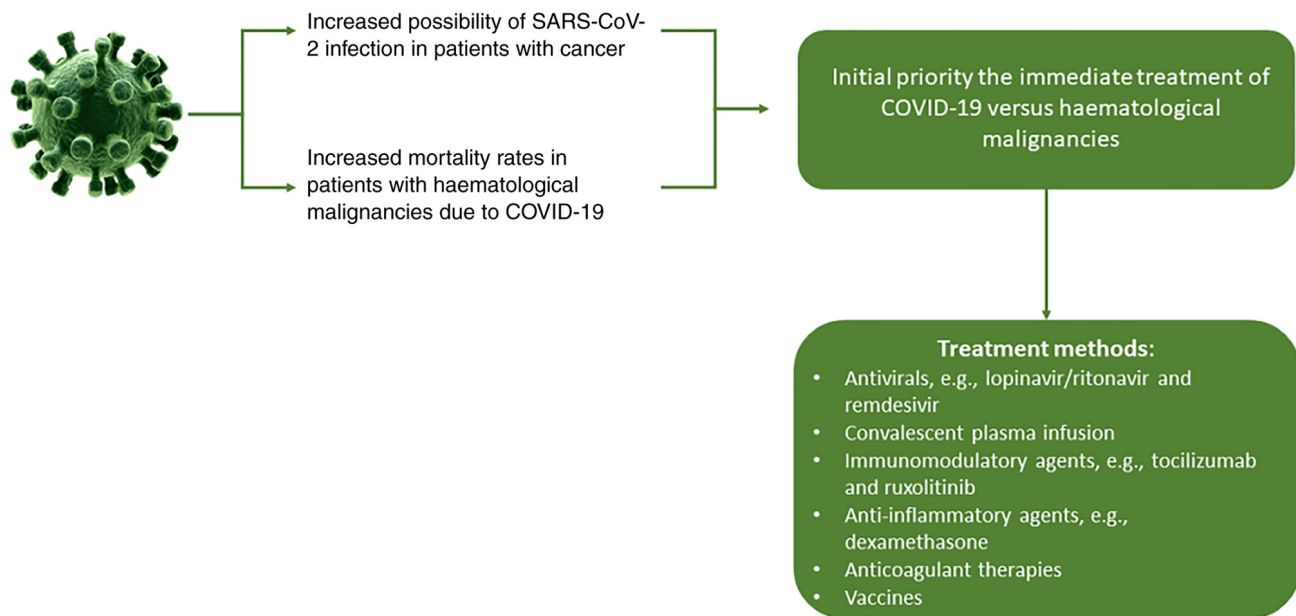 Increased possibility of SARS-CoV-
2 infection in patients with cancer
Increased mortality rates in
patients with haematological
malignancies due to COVID-19
Initial priority the immediate treatment of
COVID-19 versus haematological
malignancies
Treatment methods:
• Antivirals, e.g., lopinavir/ritonavir and
remdesivir
• Convalescent plasma infusion
• Immunomodulatory agents, e.g., tocilizumab
and ruxolitinib
• Anti-inflammatory agents, e.g.,
dexamethasone
• Anticoagulant therapies
• Vaccines